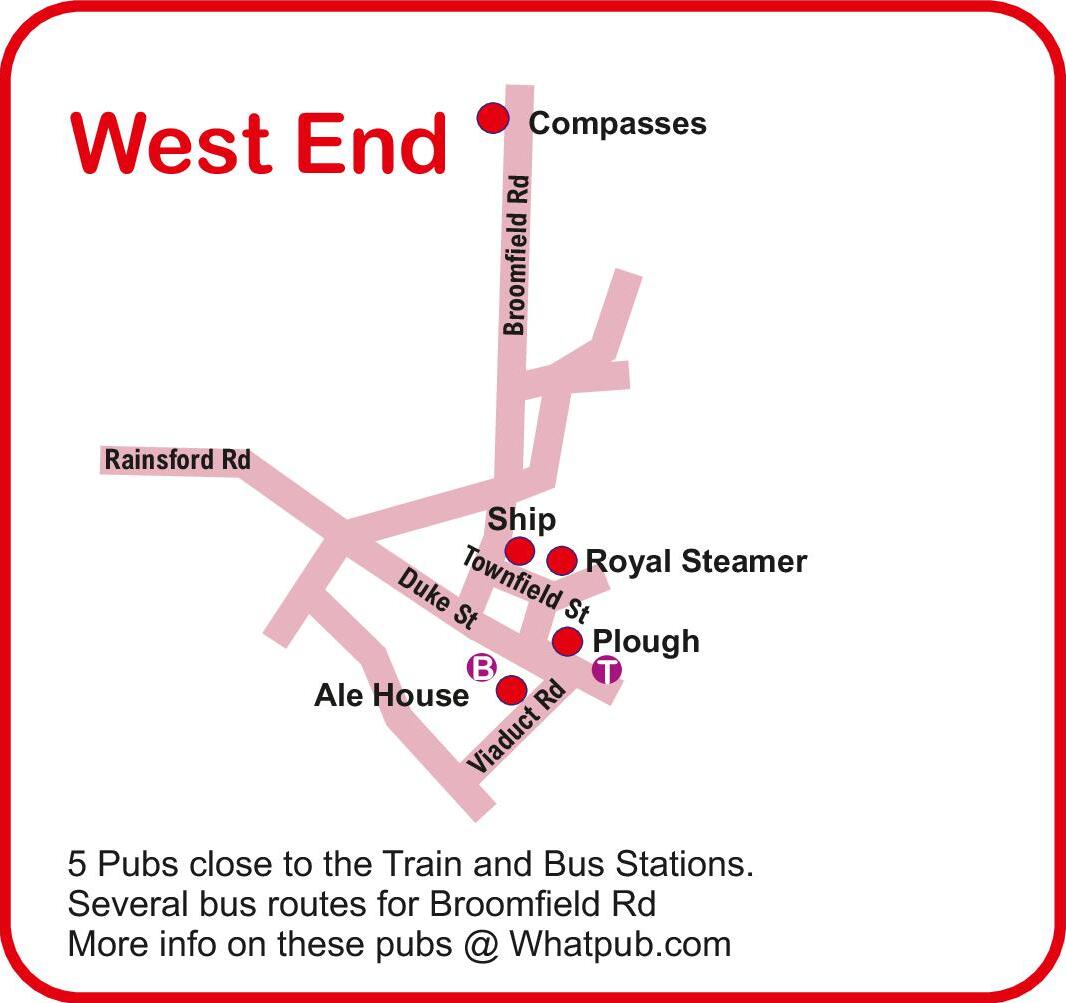 West End
Compasses
Broomfield Rd
Rainsford Rd
Ship
Royal Steamer
Townfield St
Duke St
Plough
B
T
Ale House
Viaduct Rd
5 Pubs close to the Train and Bus Stations.
Several bus routes for Broomfield Rd
More info on these pubs @ Whatpub.com